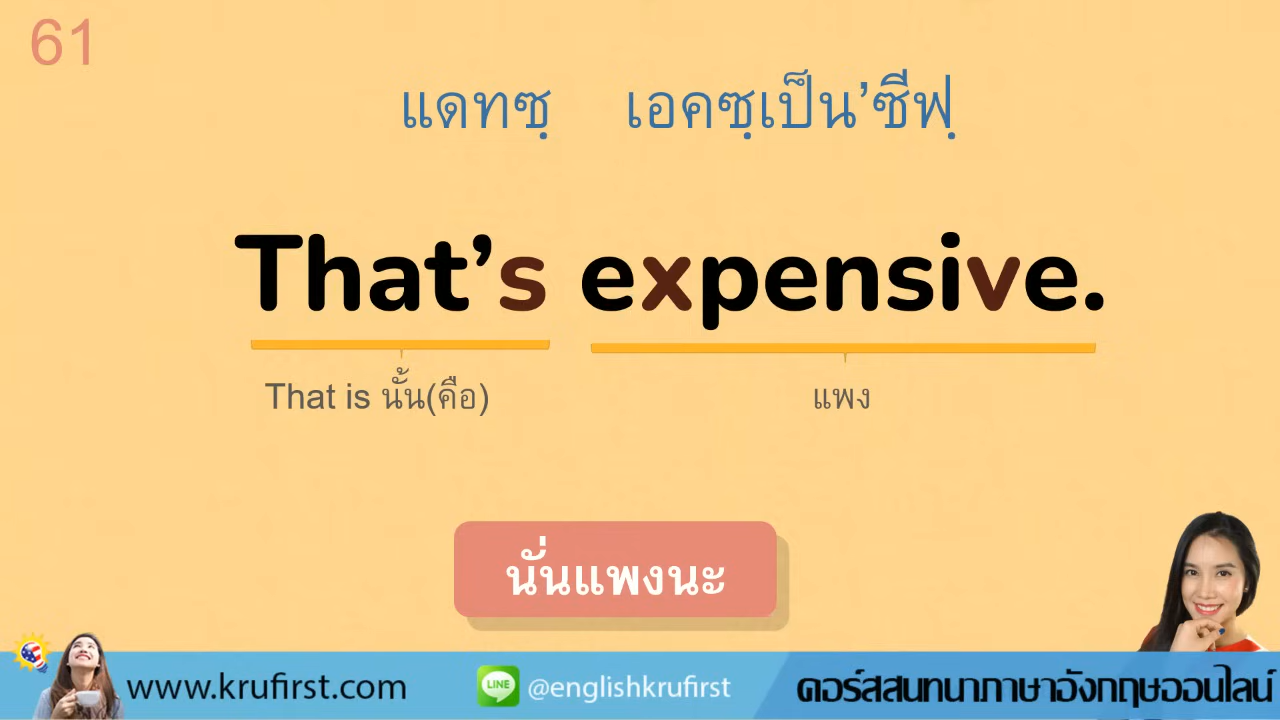 61
แดทซฺ เอคซฺเป็น’ซีฟฺ
That’s expensive.
That is นั้น(คือ) แพง
นั่นแพงนะ
www.krufirst.com LINE @englishkrufirst คอร์สสนทนาภาษาอังกฤษออนไลน์